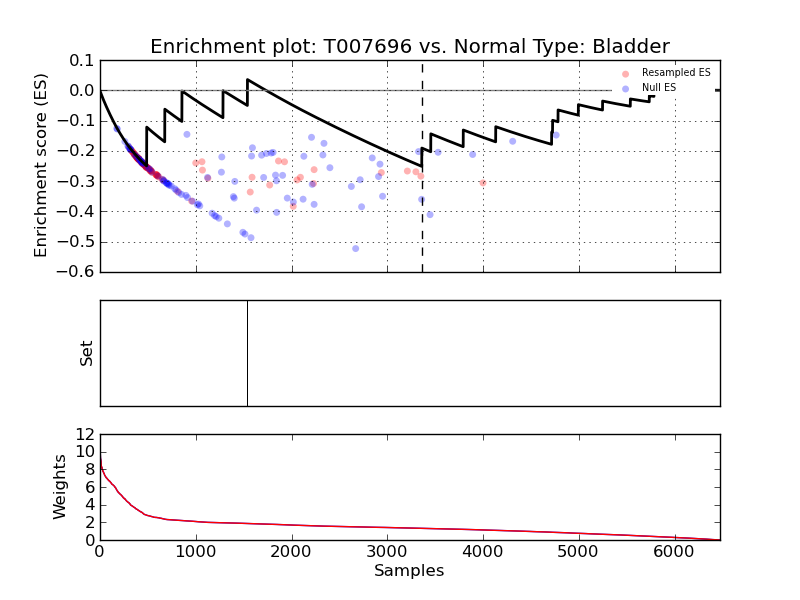 Enrichment plot: T007696 vs. Normal Type: Bladder
Enrichment score (ES)
0.1
0.0
−0.1
−0.2
−0.3
−0.4
−0.5
−0.6
Resampled ES
Null ES
Set
Weights
12
10
8
6
4
2
0
0 1000 2000 3000 4000 5000 6000
Samples